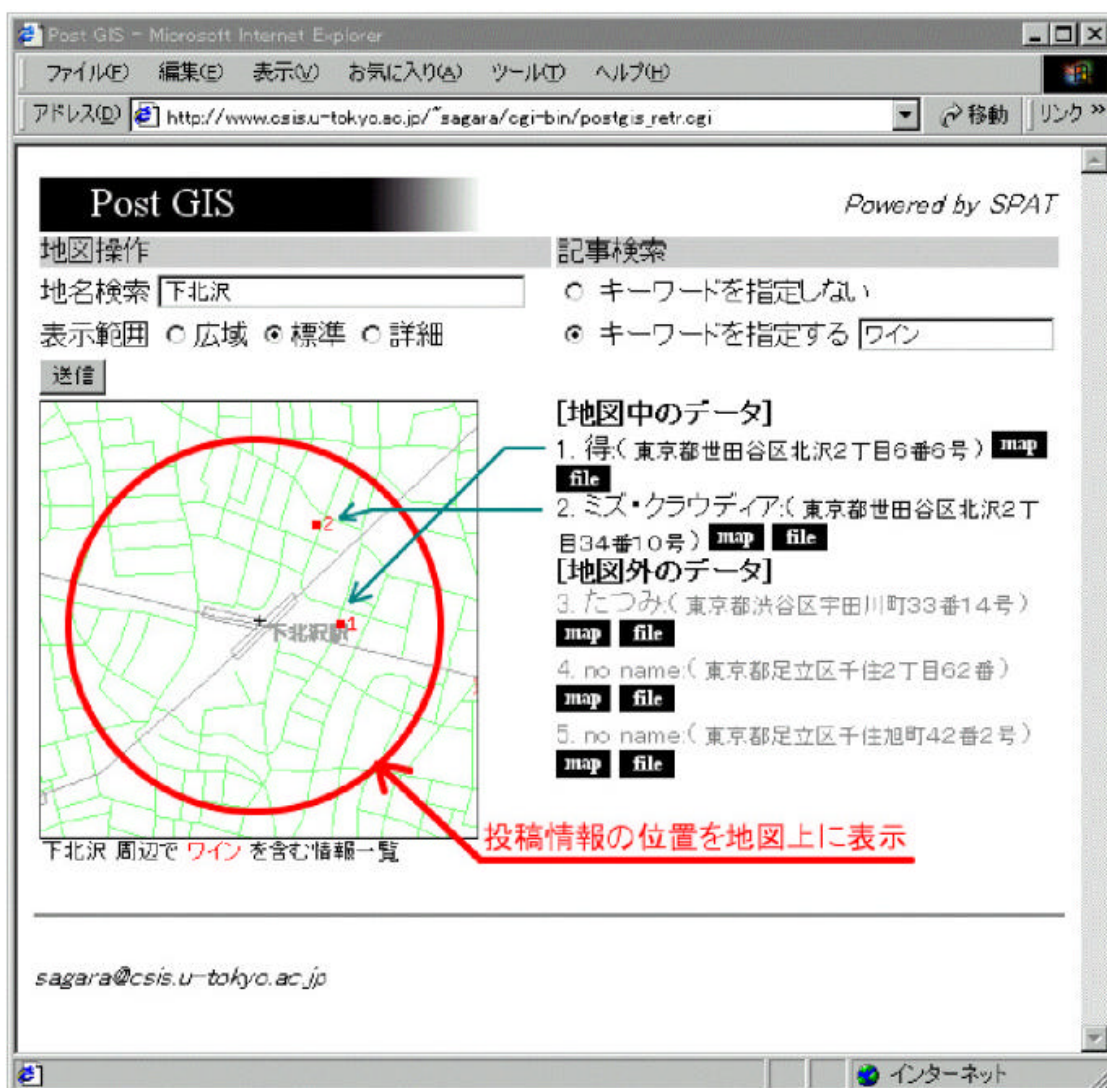 Post GIS - Microsoft Internet Explorer
ファイル(F) 編集(E) 表示(V) お気に入り(A) ツール(T) ヘルプ(H)
アドレス(D) http://www.csis.u-tokyo.ac.jp/~sagara/cgi-bin/postgis_retr.cgi 移動 リンク »
Post GIS
Powered by SPAT
地図操作
記事検索
地名検索 下北沢
キーワードを指定しない
表示範囲 広域 標準 詳細
キーワードを指定する ワイン
送信
[地図中のデータ]
1. 得:( 東京都世田谷区北沢2丁目6番6号 ) map
file
2. ミズ・クラウディア:( 東京都世田谷区北沢2丁
目34番10号 ) map file
[地図外のデータ]
3. たつみ:( 東京都渋谷区宇田川町33番14号 )
map file
4. no name:( 東京都足立区千住2丁目62番 )
map file
5. no name:( 東京都足立区千住旭町42番2号 )
map file
2
1
下北沢駅
投稿情報の位置を地図上に表示
下北沢 周辺で ワイン を含む情報一覧
sagara@csis.u-tokyo.ac.jp
インターネット